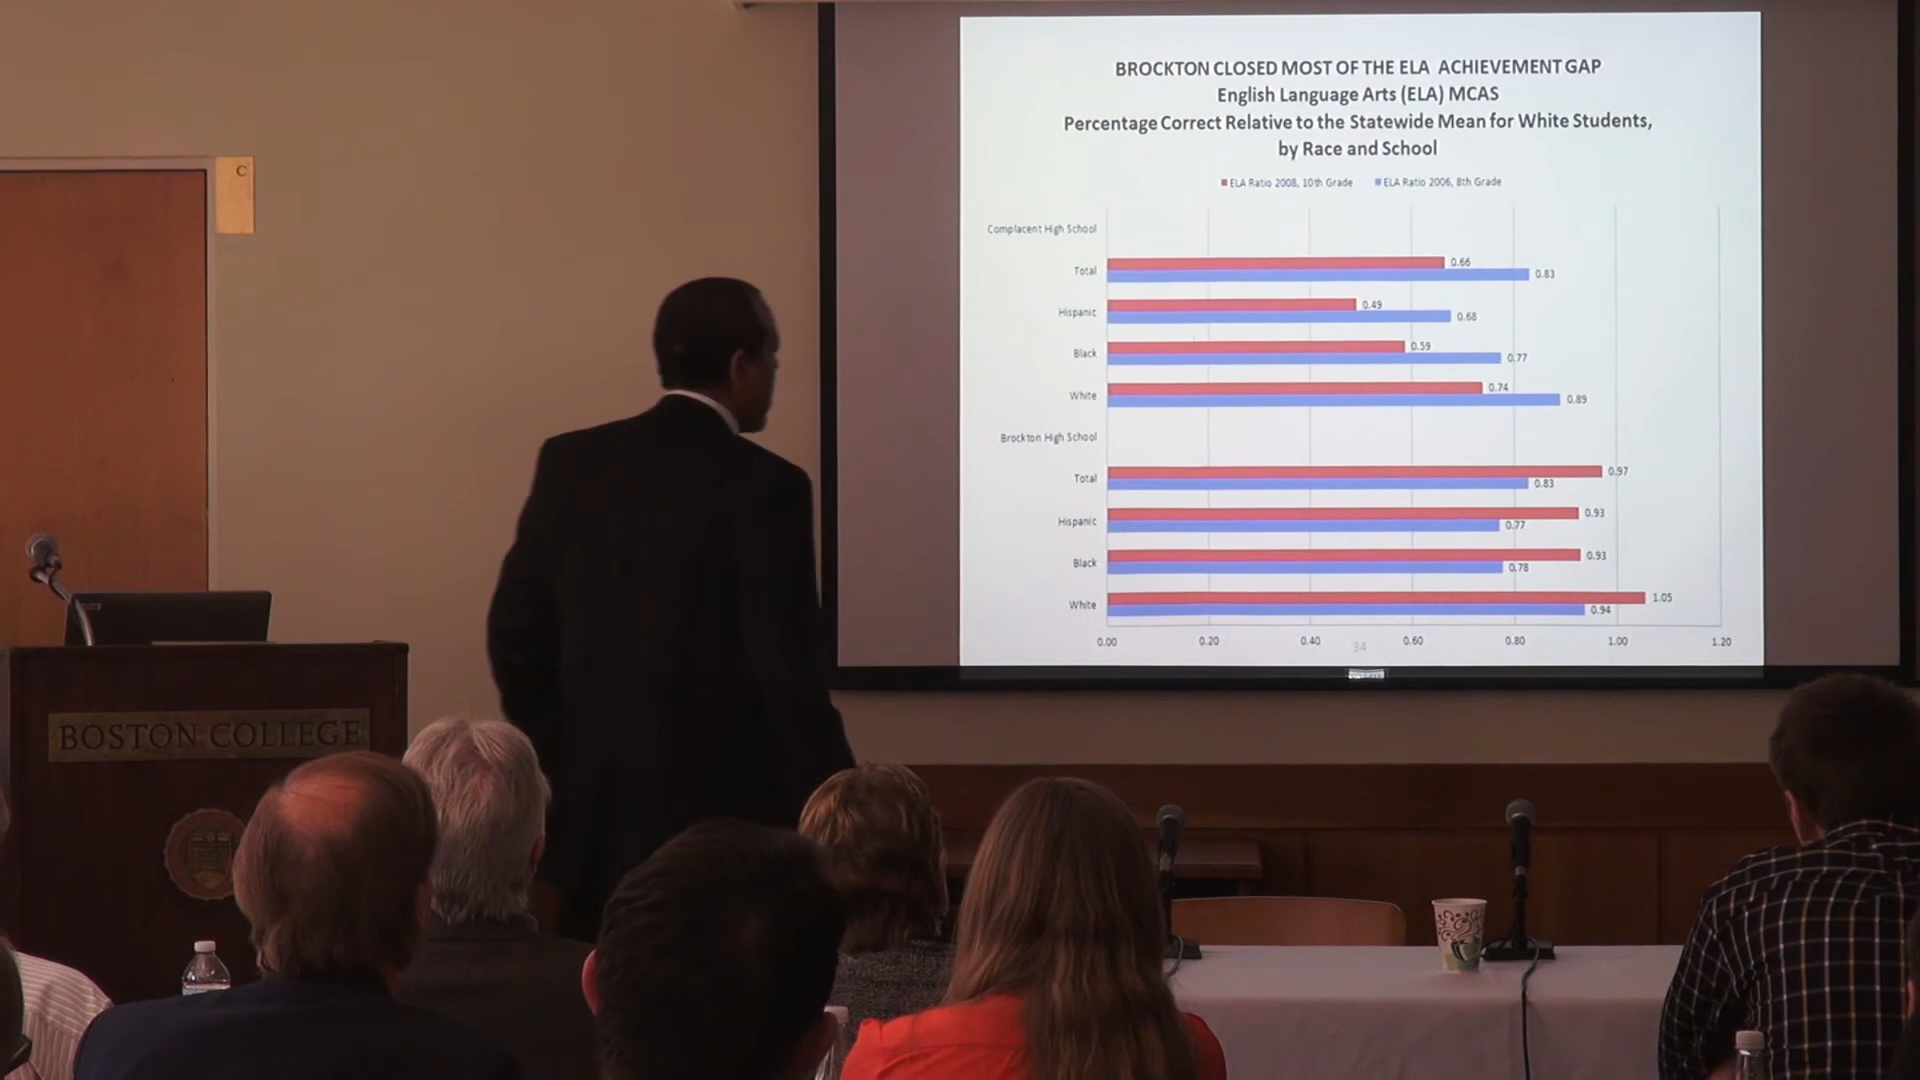 C
BROCKTON CLOSED MOST OF THE ELA ACHIEVEMENT GAP
English Language Arts (ELA) MCAS
Percentage Correct Relative to the Statewide Mean for White Students,
by Race and School
ELA Ratio 2008, 10th Grade
ELA Ratio 2006, 8th Grade
Complacent High School
Total
0.66
0.83
Hispanic
0.49
0.68
Black
0.59
0.77
White
0.74
0.89
Brockton High School
Total
0.97
0.83
Hispanic
0.93
0.77
Black
0.93
0.78
White
1.05
0.94
0.00 0.20 0.40 0.60 0.80 1.00 1.20
34
BOSTON COLLEGE